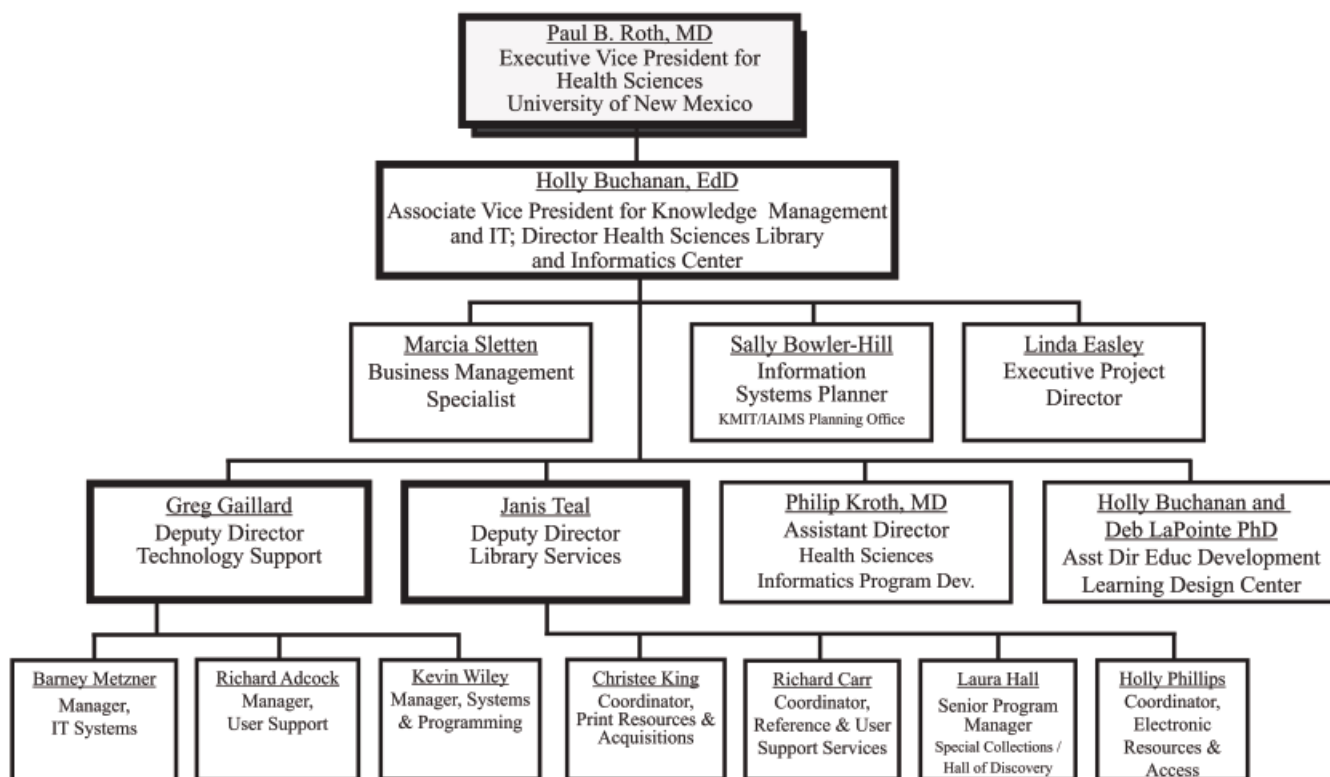 Paul B. Roth, MD
Executive Vice President for
Health Sciences
University of New Mexico
Holly Buchanan, EdD
Associate Vice President for Knowledge Management
and IT; Director Health Sciences Library
and Informatics Center
Marcia Sletten
Business Management
Specialist
Sally Bowler-Hill
Information
Systems Planner
KMIT/IAIMS Planning Office
Linda Easley
Executive Project
Director
Greg Gaillard
Deputy Director
Technology Support
Janis Teal
Deputy Director
Library Services
Philip Kroth, MD
Assistant Director
Health Sciences
Informatics Program Dev.
Holly Buchanan and
Deb LaPointe PhD
Asst Dir Educ Development
Learning Design Center
Barney Metzner
Manager,
IT Systems
Richard Adcock
Manager,
User Support
Kevin Wiley
Manager, Systems
& Programming
Christee King
Coordinator,
Print Resources &
Acquisitions
Richard Carr
Coordinator,
Reference & User
Support Services
Laura Hall
Senior Program
Manager
Special Collections /
Hall of Discovery
Holly Phillips
Coordinator,
Electronic
Resources &
Access